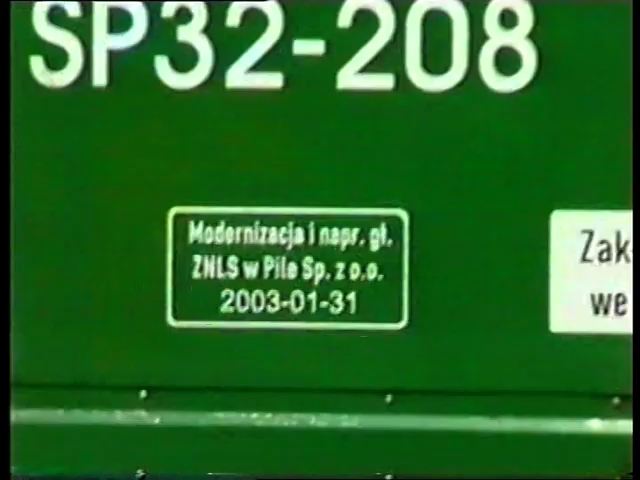 SP32-208
Modernizacja i napr. gł.
ZNLS w Pile Sp. z o.o.
2003-01-31
Zak
we